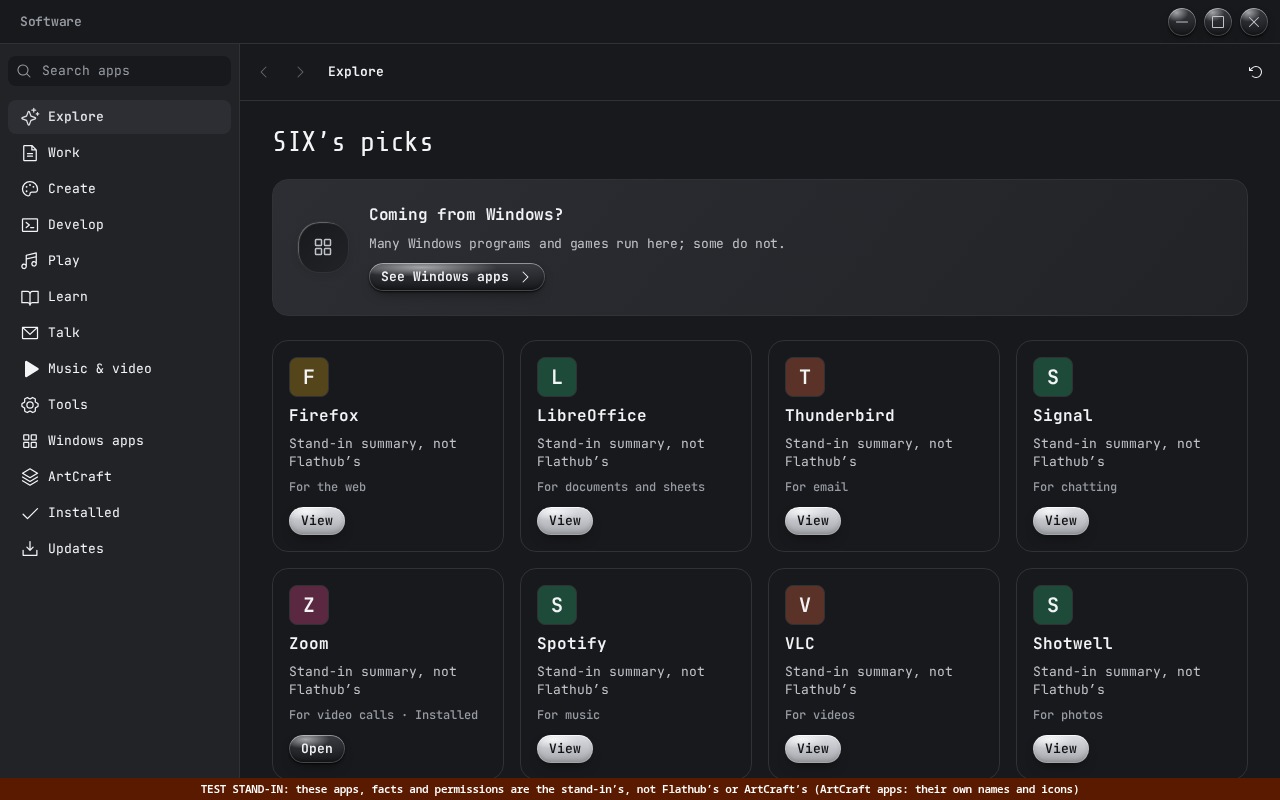 Software
Search apps
Explore
Work
Create
Develop
Play
Learn
Talk
Music & video
Tools
Windows apps
ArtCraft
Installed
Updates
Explore
SIX’s picks
Coming from Windows?
Many Windows programs and games run here; some do not.
See Windows apps
F
Firefox
Stand-in summary, not
Flathub’s
For the web
View
L
LibreOffice
Stand-in summary, not
Flathub’s
For documents and sheets
View
T
Thunderbird
Stand-in summary, not
Flathub’s
For email
View
S
Signal
Stand-in summary, not
Flathub’s
For chatting
View
Z
Zoom
Stand-in summary, not
Flathub’s
For video calls · Installed
Open
S
Spotify
Stand-in summary, not
Flathub’s
For music
View
V
VLC
Stand-in summary, not
Flathub’s
For videos
View
S
Shotwell
Stand-in summary, not
Flathub’s
For photos
View
TEST STAND-IN: these apps, facts and permissions are the stand-in’s, not Flathub’s or ArtCraft’s (ArtCraft apps: their own names and icons)